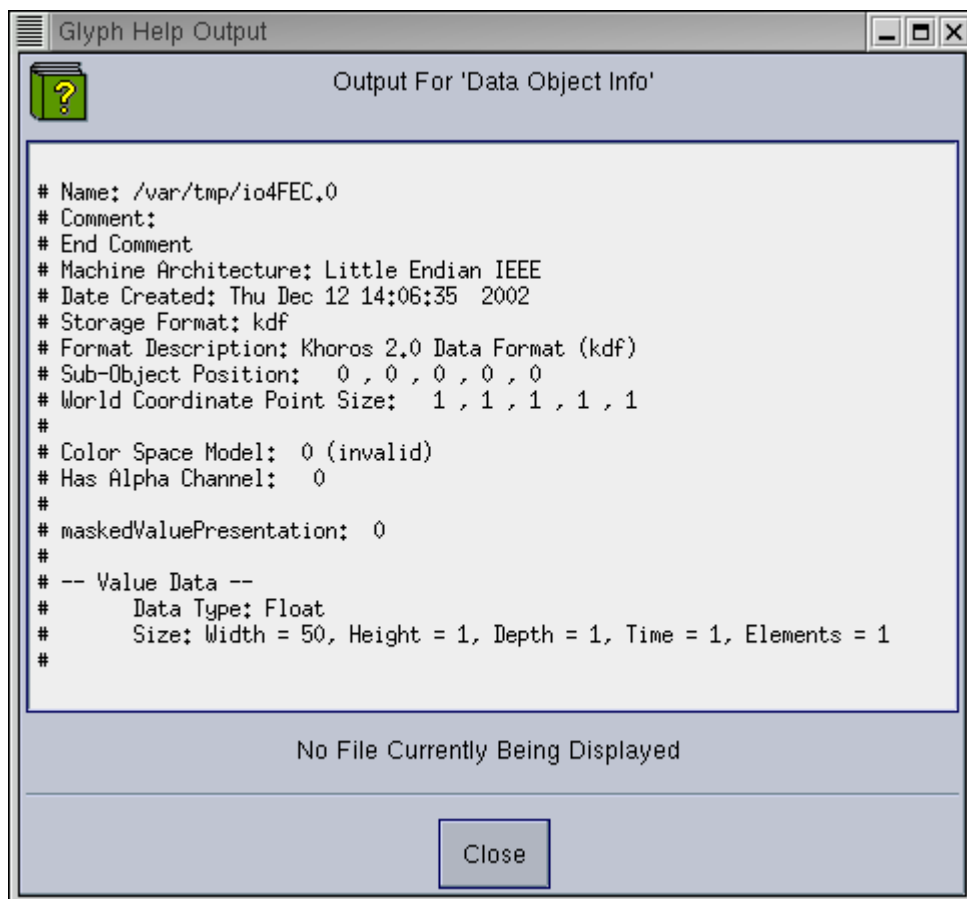 Glyph Help Output
Output For 'Data Object Info'
# Name: /var/tmp/io4FEC.0
# Comment:
# End Comment
# Machine Architecture: Little Endian IEEE
# Date Created: Thu Dec 12 14:06:35  2002
# Storage Format: kdf
# Format Description: Khoros 2.0 Data Format (kdf)
# Sub-Object Position:   0 , 0 , 0 , 0 , 0
# World Coordinate Point Size:   1 , 1 , 1 , 1 , 1
#
# Color Space Model:  0 (invalid)
# Has Alpha Channel:   0
#
# maskedValuePresentation:  0
#
# -- Value Data --
#       Data Type: Float
#       Size: Width = 50, Height = 1, Depth = 1, Time = 1, Elements = 1
#
No File Currently Being Displayed
Close